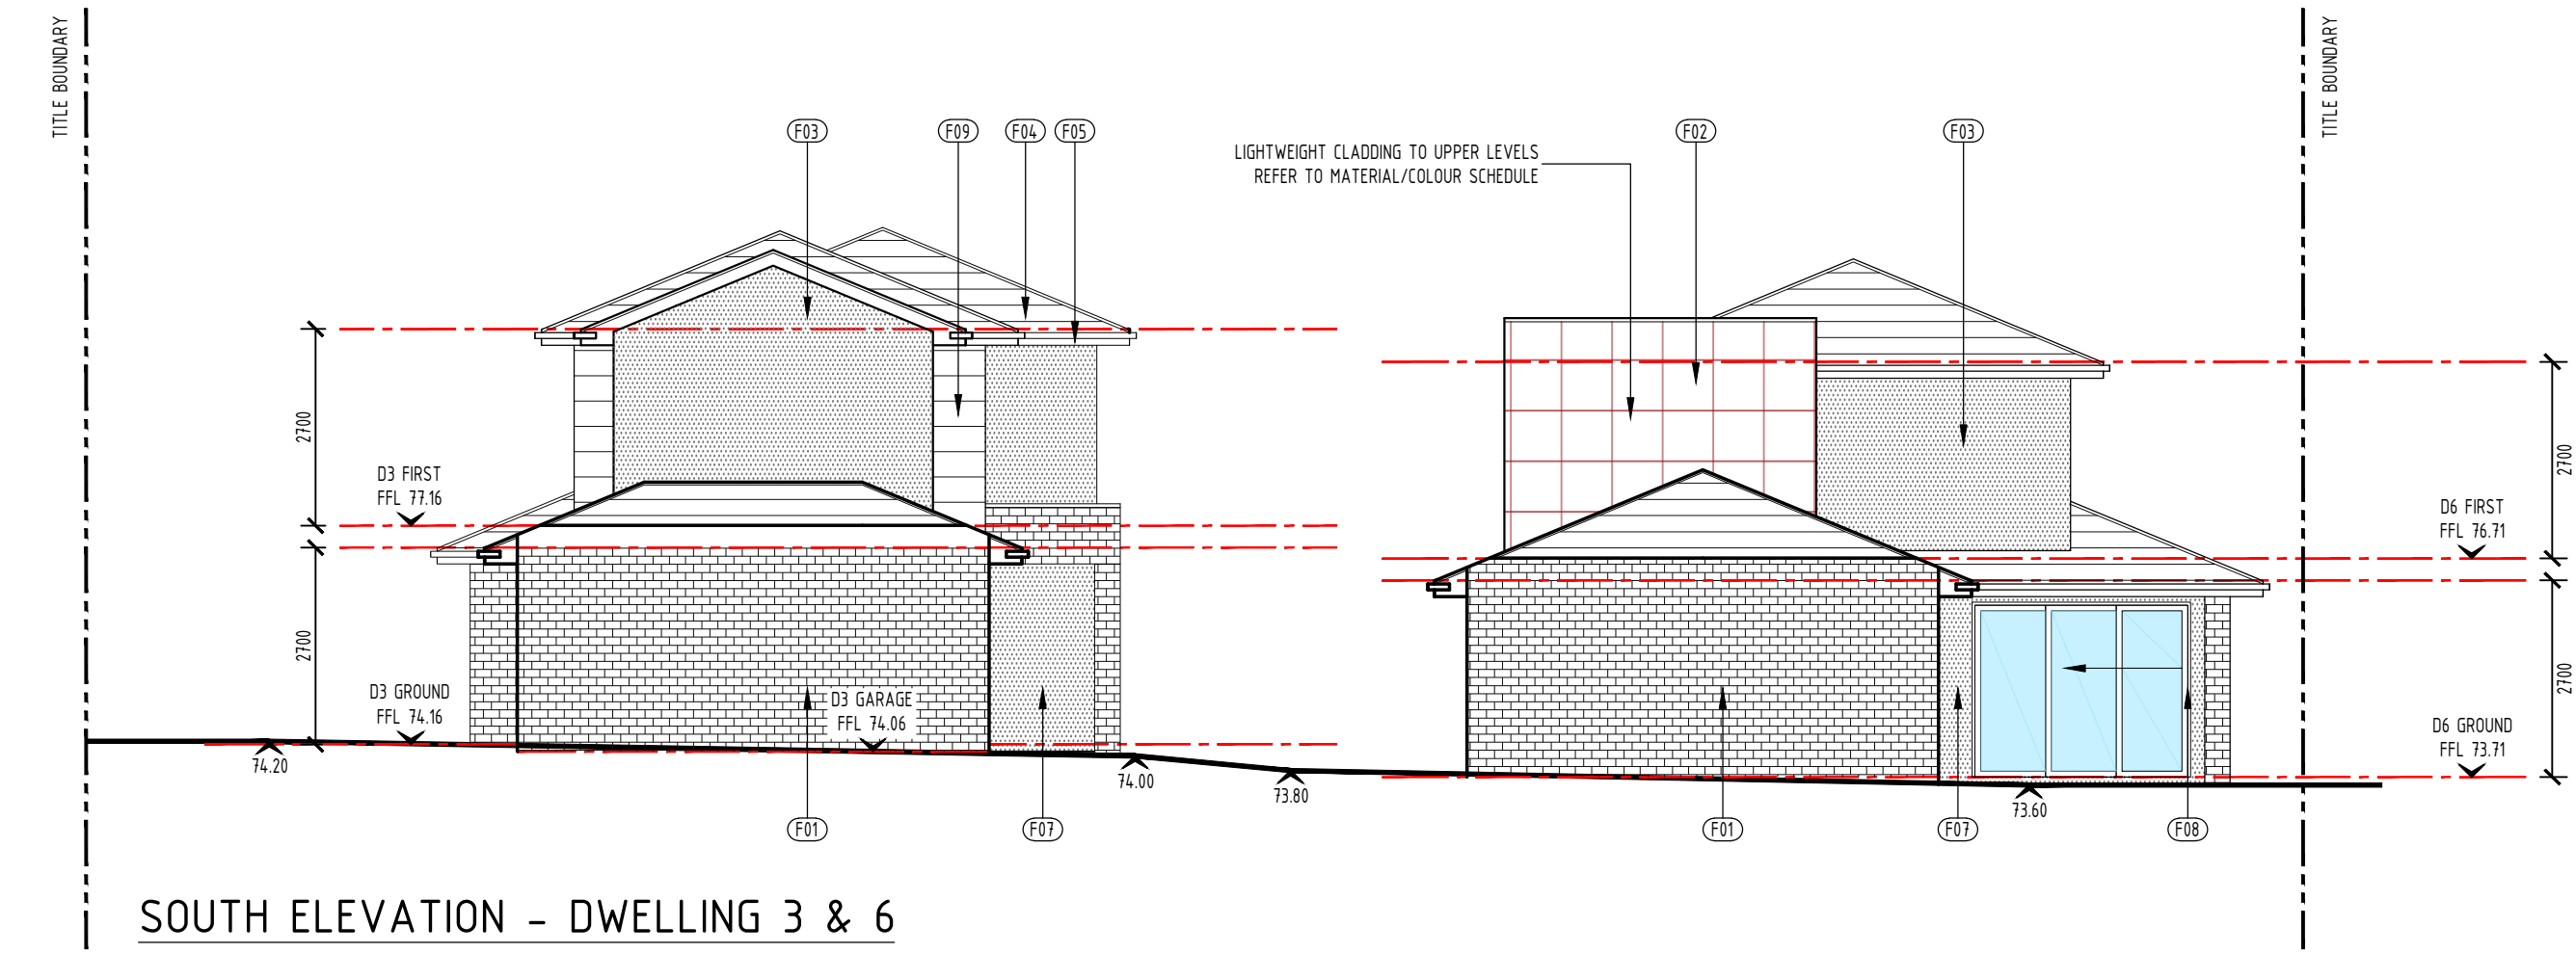 TITLE BOUNDARY
TITLE BOUNDARY
F03
F09
F04
F05
F02
F03
LIGHTWEIGHT CLADDING TO UPPER LEVELS
REFER TO MATERIAL/COLOUR SCHEDULE
2700
2700
D3 FIRST
FFL 77.16
D3 GROUND
FFL 74.16
D3 GARAGE
FFL 74.06
2700
2700
D6 FIRST
FFL 76.71
D6 GROUND
FFL 73.71
74.20
74.00
73.80
73.60
F01
F07
F01
F07
F08
SOUTH ELEVATION - DWELLING 3 & 6